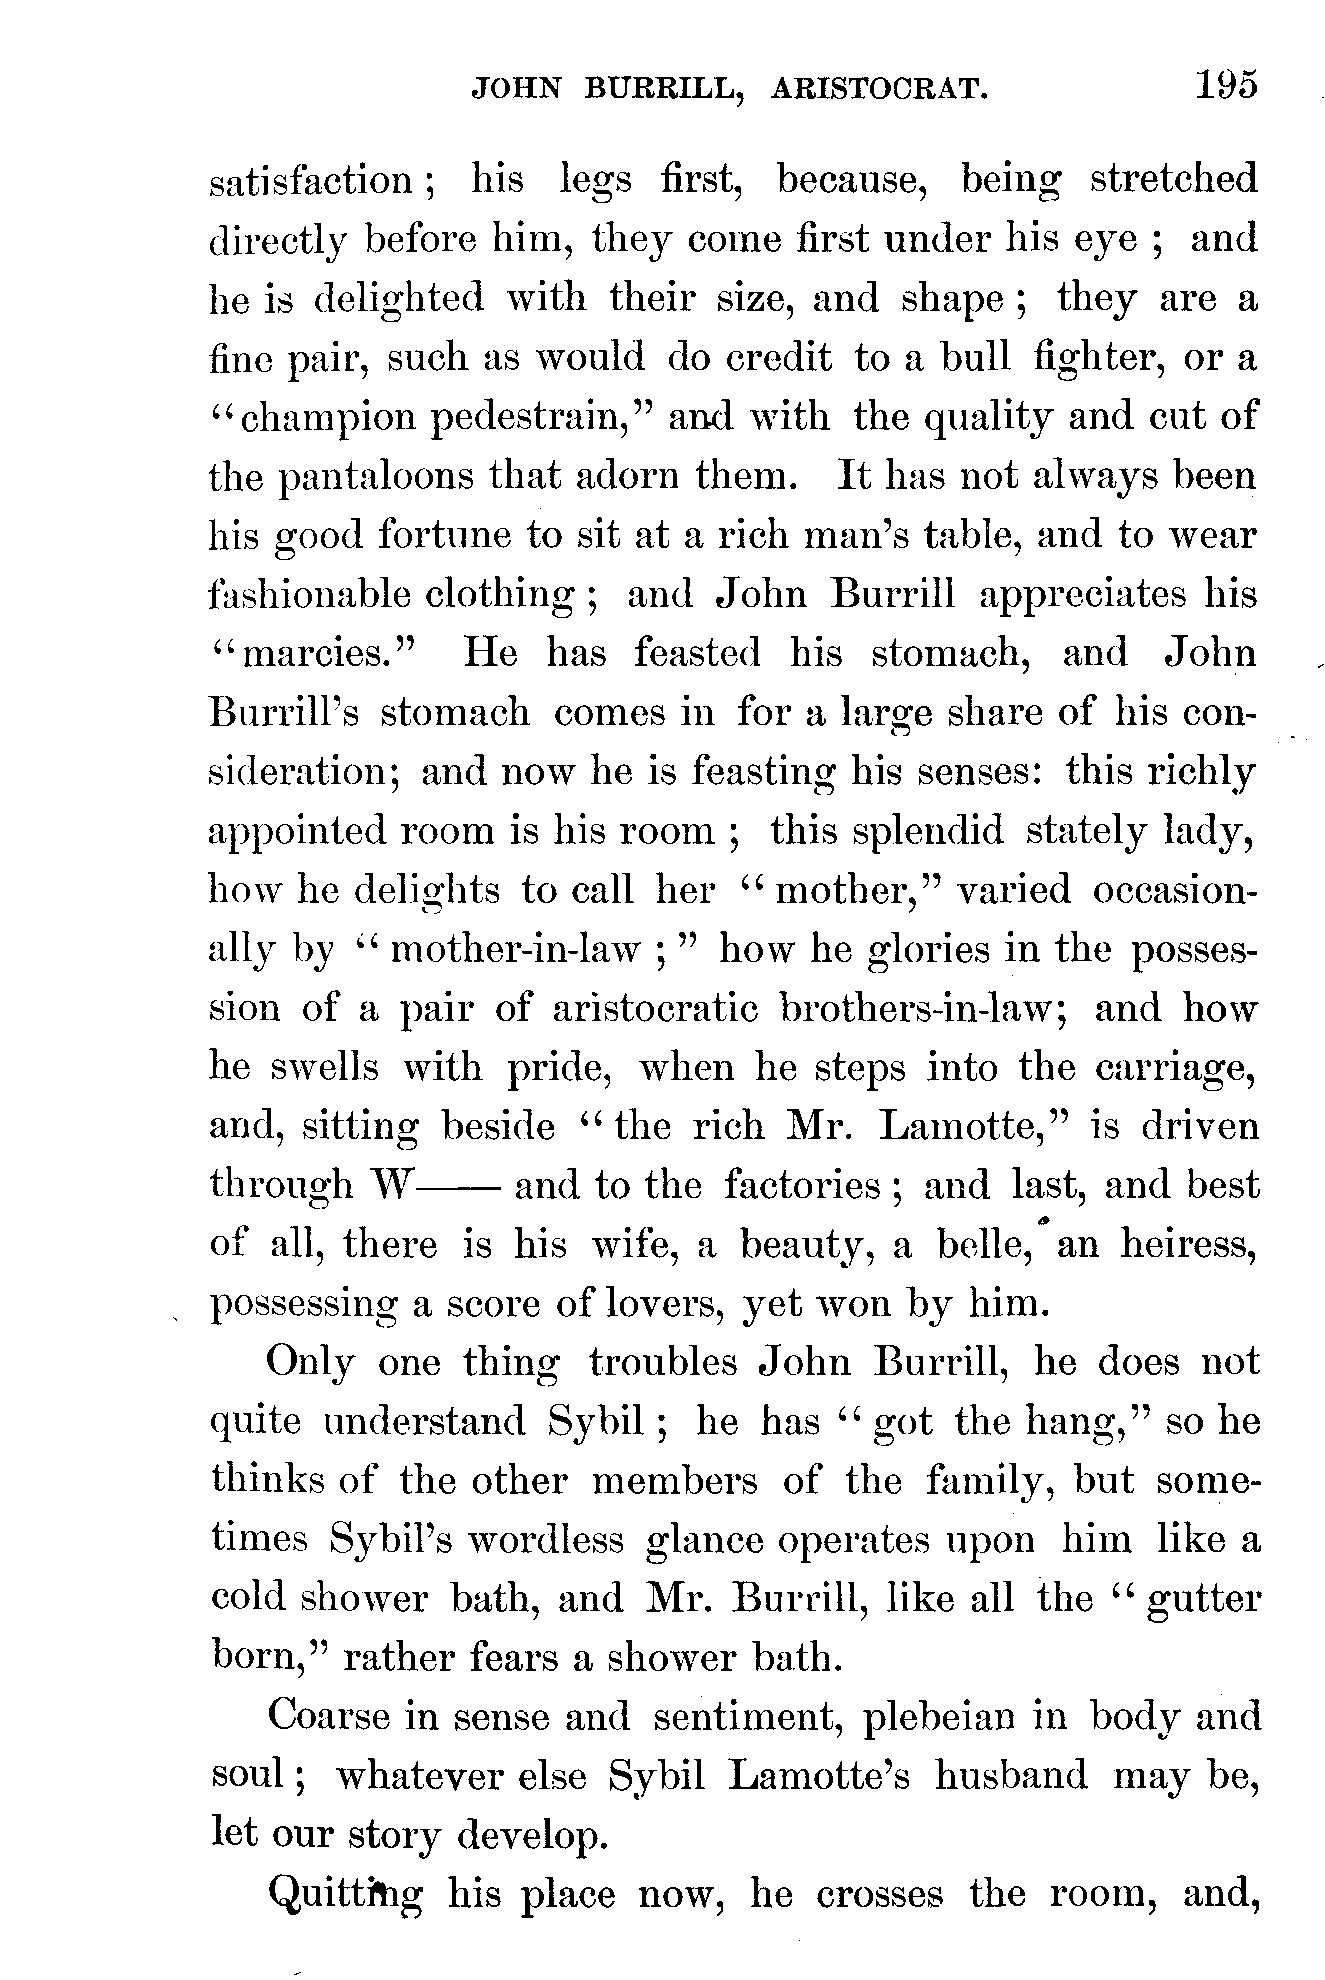 JOHN BURRILL, ARISTOCRAT. 195
satisfaction ; his legs first, because, being stretched
directly before him, they come first under his eye ; and
he is delighted with their size, and shape ; they are a
fine pair, such as would do credit to a bull fighter, or a
“champion pedestrain,” and with the quality and cut of
the pantaloons that adorn them. It has not always been
his good fortune to sit at a rich man’s table, and to wear
fashionable clothing ; and John Burrill appreciates his
“marcies.” He has feasted his stomach, and John
Burrill’s stomach comes in for a large share of his con-
sideration; and now he is feasting his senses: this richly
appointed room is his room ; this splendid stately lady,
how he delights to call her “ mother,” varied occasion-
ally by “ mother-in-law ; ” how he glories in the posses-
sion of a pair of aristocratic brothers-in-law; and how
he swells with pride, when he steps into the carriage,
and, sitting beside “ the rich Mr. Lamotte,” is driven
through W—— and to the factories ; and last, and best
of all, there is his wife, a beauty, a belle, an heiress,
possessing a score of lovers, yet won by him.
Only one thing troubles John Burrill, he does not
quite understand Sybil ; he has “ got the hang,” so he
thinks of the other members of the family, but some-
times Sybil’s wordless glance operates upon him like a
cold shower bath, and Mr. Burrill, like all the “ gutter
born,” rather fears a shower bath.
Coarse in sense and sentiment, plebeian in body and
soul ; whatever else Sybil Lamotte’s husband may be,
let our story develop.
Quitting his place now, he crosses the room, and,